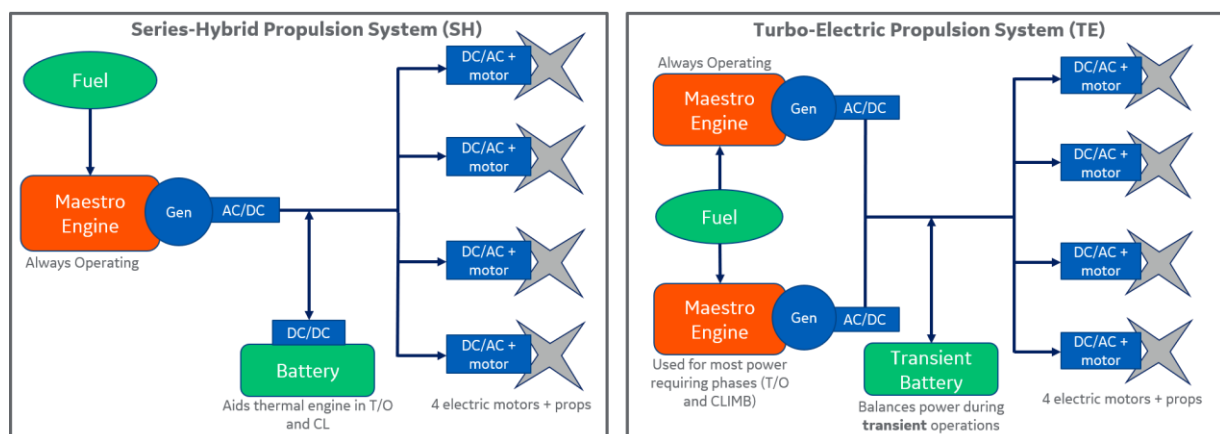 Series-Hybrid Propulsion System (SH)
Fuel
Maestro
Engine
Gen
AC/DC
Always Operating
DC/DC
Battery
Aids thermal engine in T/O
and CL
DC/AC +
motor
DC/AC +
motor
DC/AC +
motor
DC/AC +
motor
4 electric motors + props
Turbo-Electric Propulsion System (TE)
Always Operating
Maestro
Engine
Gen
AC/DC
Fuel
Maestro
Engine
Gen
AC/DC
Used for most power
requiring phases (T/O
and CLIMB)
Transient
Battery
Balances power during
transient operations
DC/AC +
motor
DC/AC +
motor
DC/AC +
motor
DC/AC +
motor
4 electric motors + props